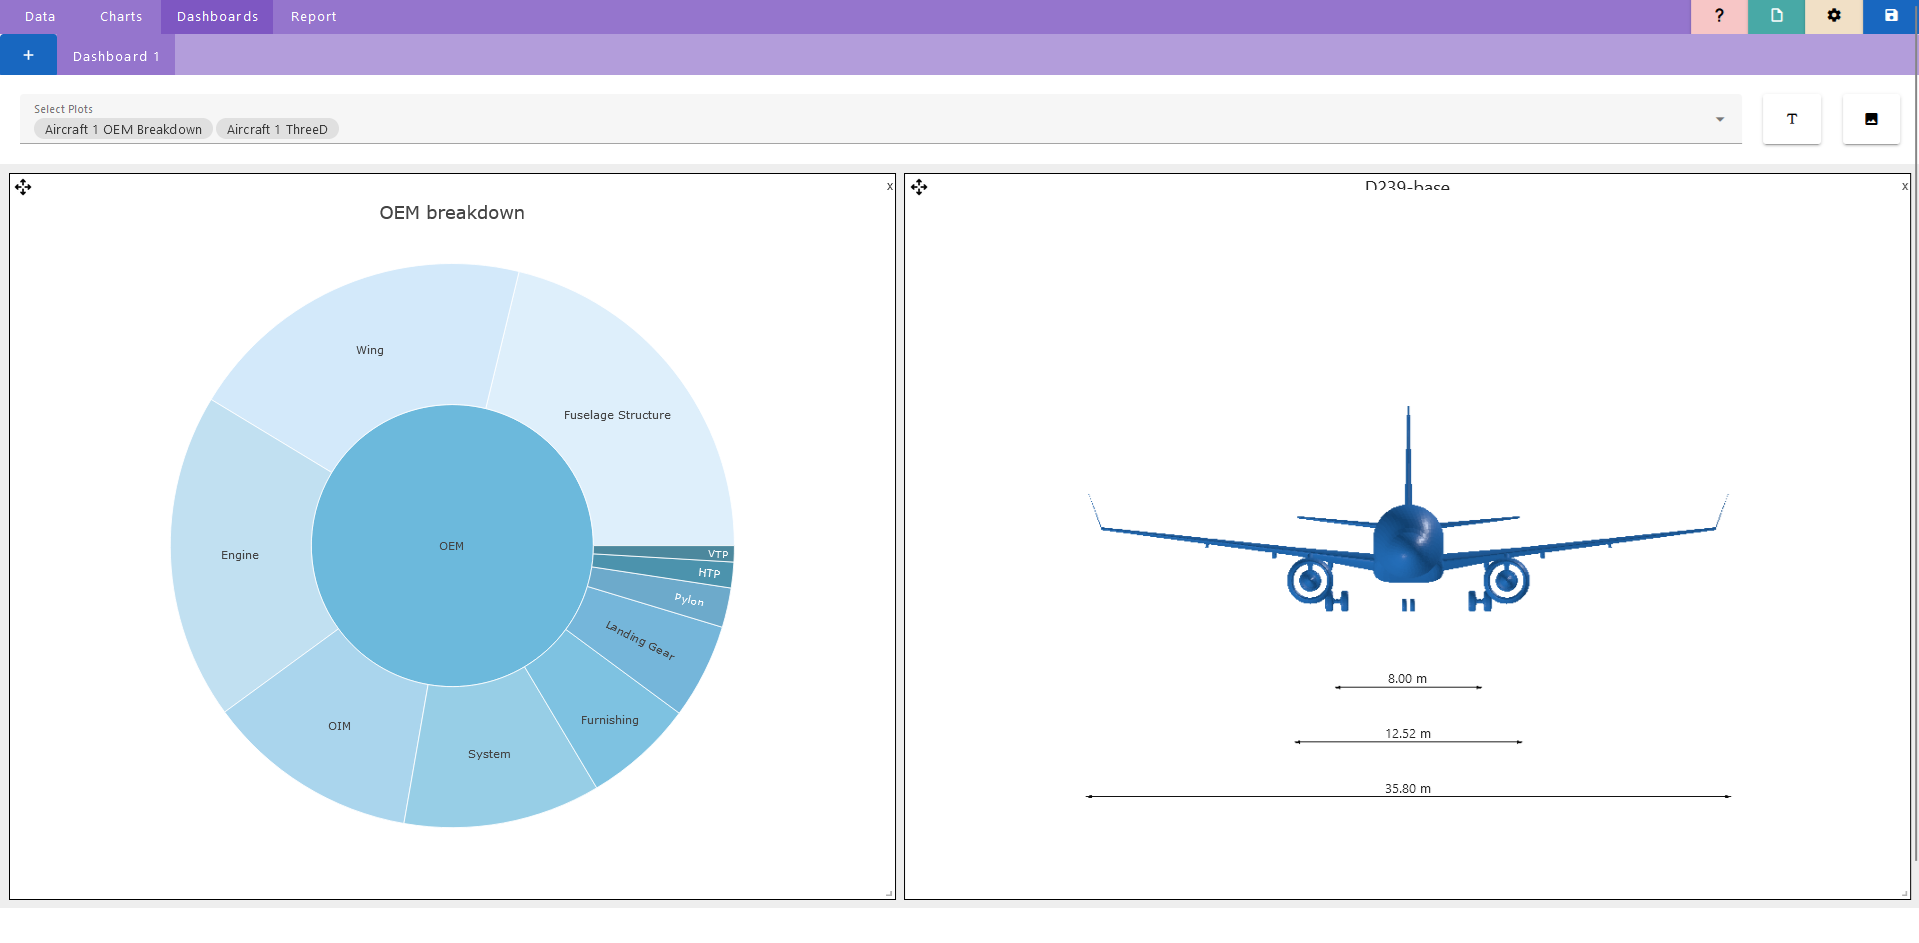 Data Charts Dashboards Report ?
+ Dashboard 1
Select Plots
Aircraft 1 OEM Breakdown Aircraft 1 ThreeD
T
x
D239-base
x
OEM breakdown
Wing
Fuselage Structure
Engine
OEM
VTP
HTP
Pylon
Landing Gear
Furnishing
OIM
System
8.00 m
12.52 m
35.80 m